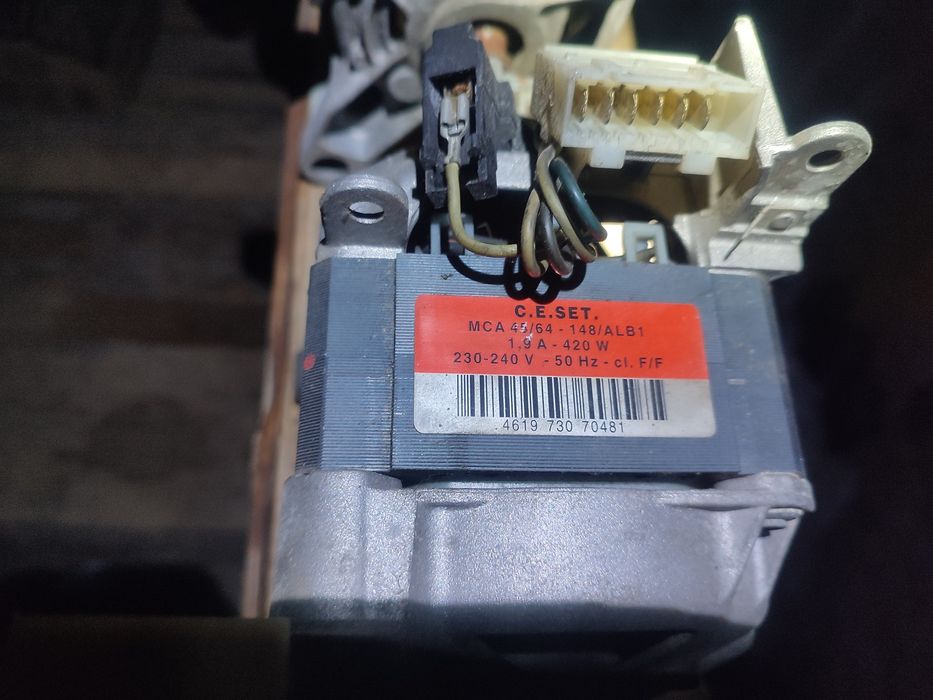 C.E.SET.
MCA 45/64 - 148/ALB1
1,9 A - 420 W
230-240 V - 50 Hz - cl. F/F
4619 730 70481